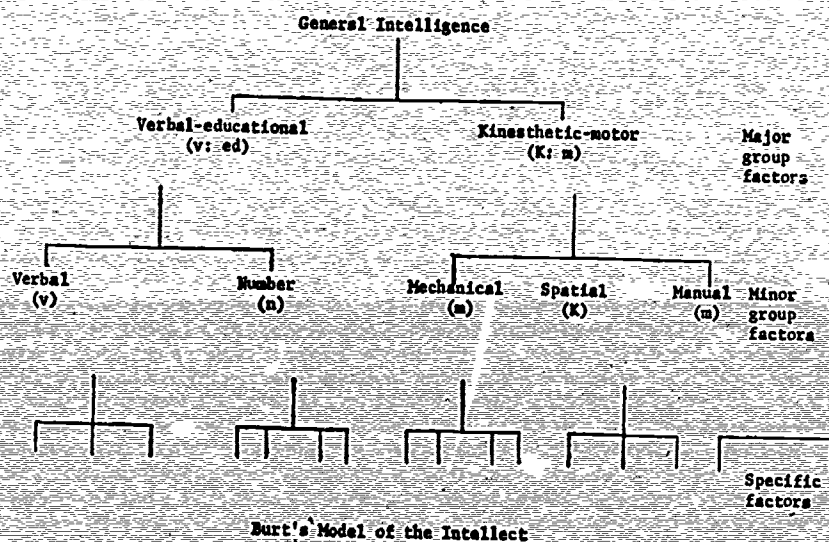 General Intelligence
Verbal-educational
(v: ed)
Kinesthetic-motor
(K: m)
Major
group
factors
Verbal
(v)
Number
(n)
Mechanical
(m)
Spatial
(K)
Manual
(m)
Minor
group
factors
Specific
factors
Burt's Model of the Intellect